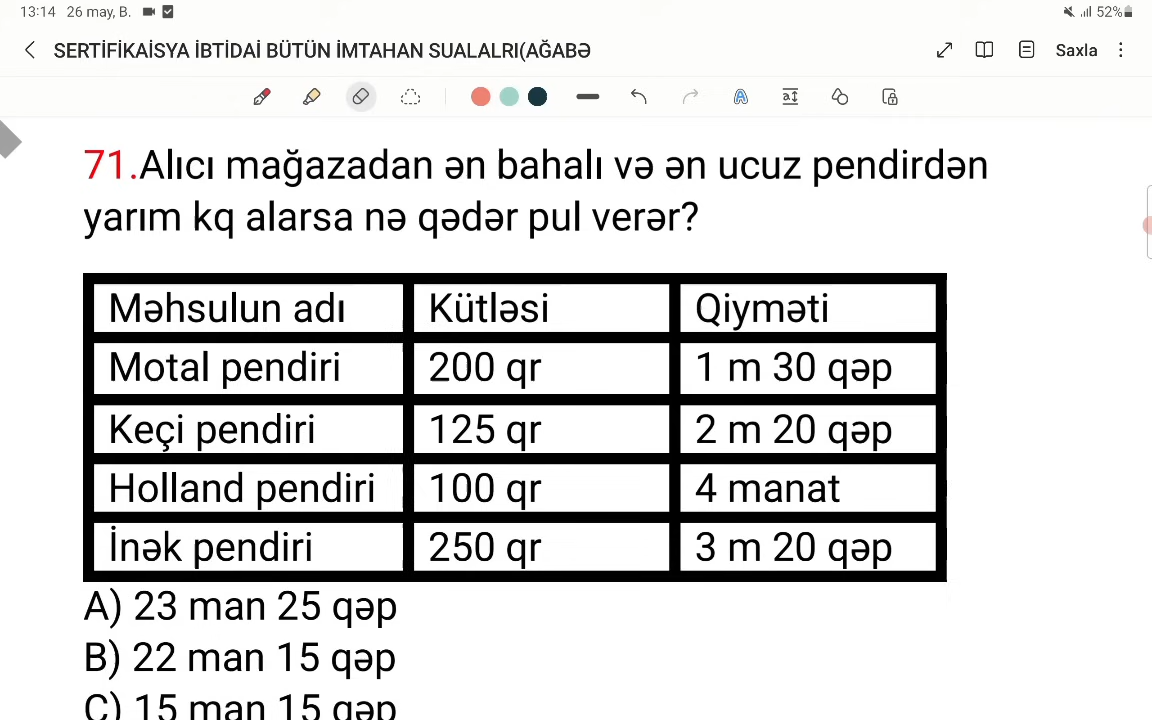 13:14 26 may, B. 52%
SERTİFİKAİSYA İBTİDAİ BÜTÜN İMTAHAN SUALALRI(AĞABƏ Saxla
71.Alıcı mağazadan ən bahalı və ən ucuz pendirdən
yarım kq alarsa nə qədər pul verər?
Məhsulun adı Kütləsi Qiyməti
Motal pendiri 200 qr 1 m 30 qəp
Keçi pendiri 125 qr 2 m 20 qəp
Holland pendiri 100 qr 4 manat
İnək pendiri 250 qr 3 m 20 qəp
A) 23 man 25 qəp
B) 22 man 15 qəp
C) 15 man 15 qəp